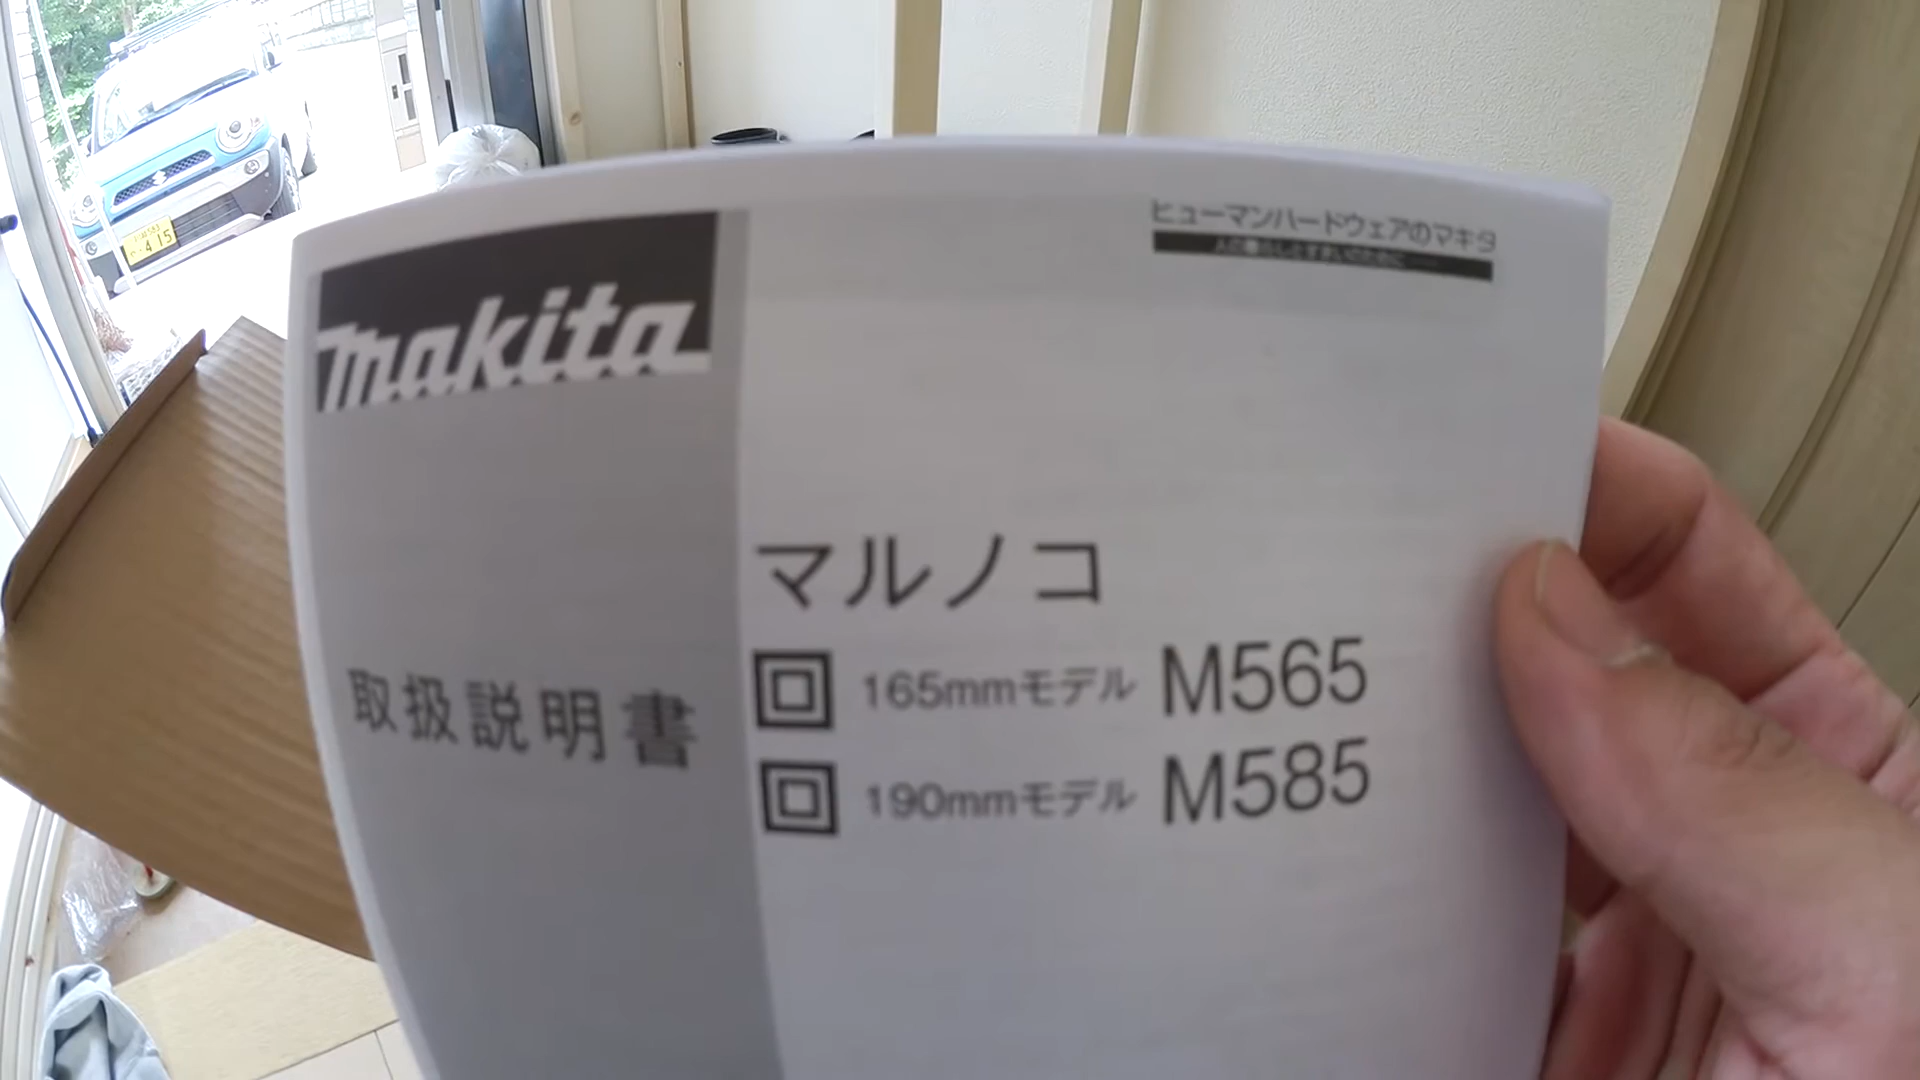 makita
ヒューマンハードウェアのマキタ
マルノコ
165mmモデル M565
190mmモデル M585
取扱説明書
415